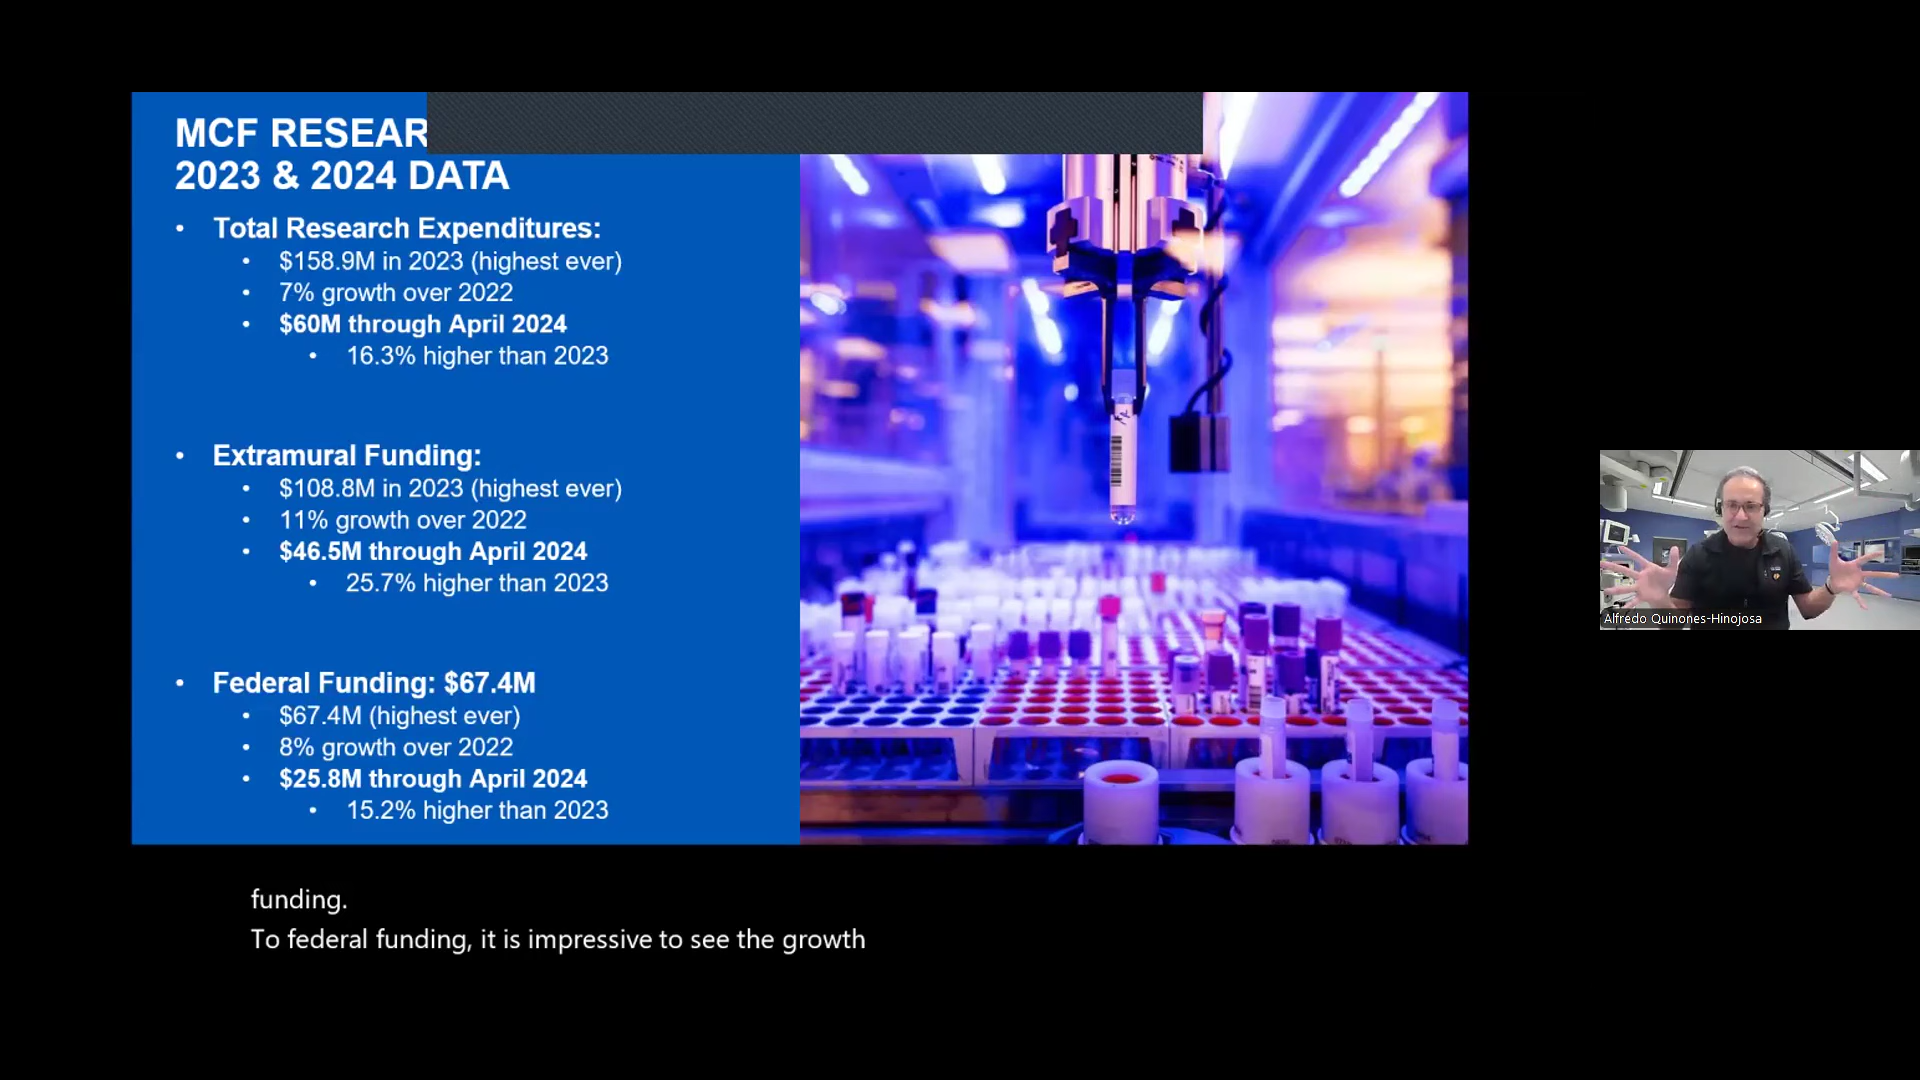 MCF RESEAR
2023 & 2024 DATA
• Total Research Expenditures:
• $158.9M in 2023 (highest ever)
• 7% growth over 2022
• $60M through April 2024
• 16.3% higher than 2023
• Extramural Funding:
• $108.8M in 2023 (highest ever)
• 11% growth over 2022
• $46.5M through April 2024
• 25.7% higher than 2023
• Federal Funding: $67.4M
• $67.4M (highest ever)
• 8% growth over 2022
• $25.8M through April 2024
• 15.2% higher than 2023
Alfredo Quinones-Hinojosa
funding.
To federal funding, it is impressive to see the growth